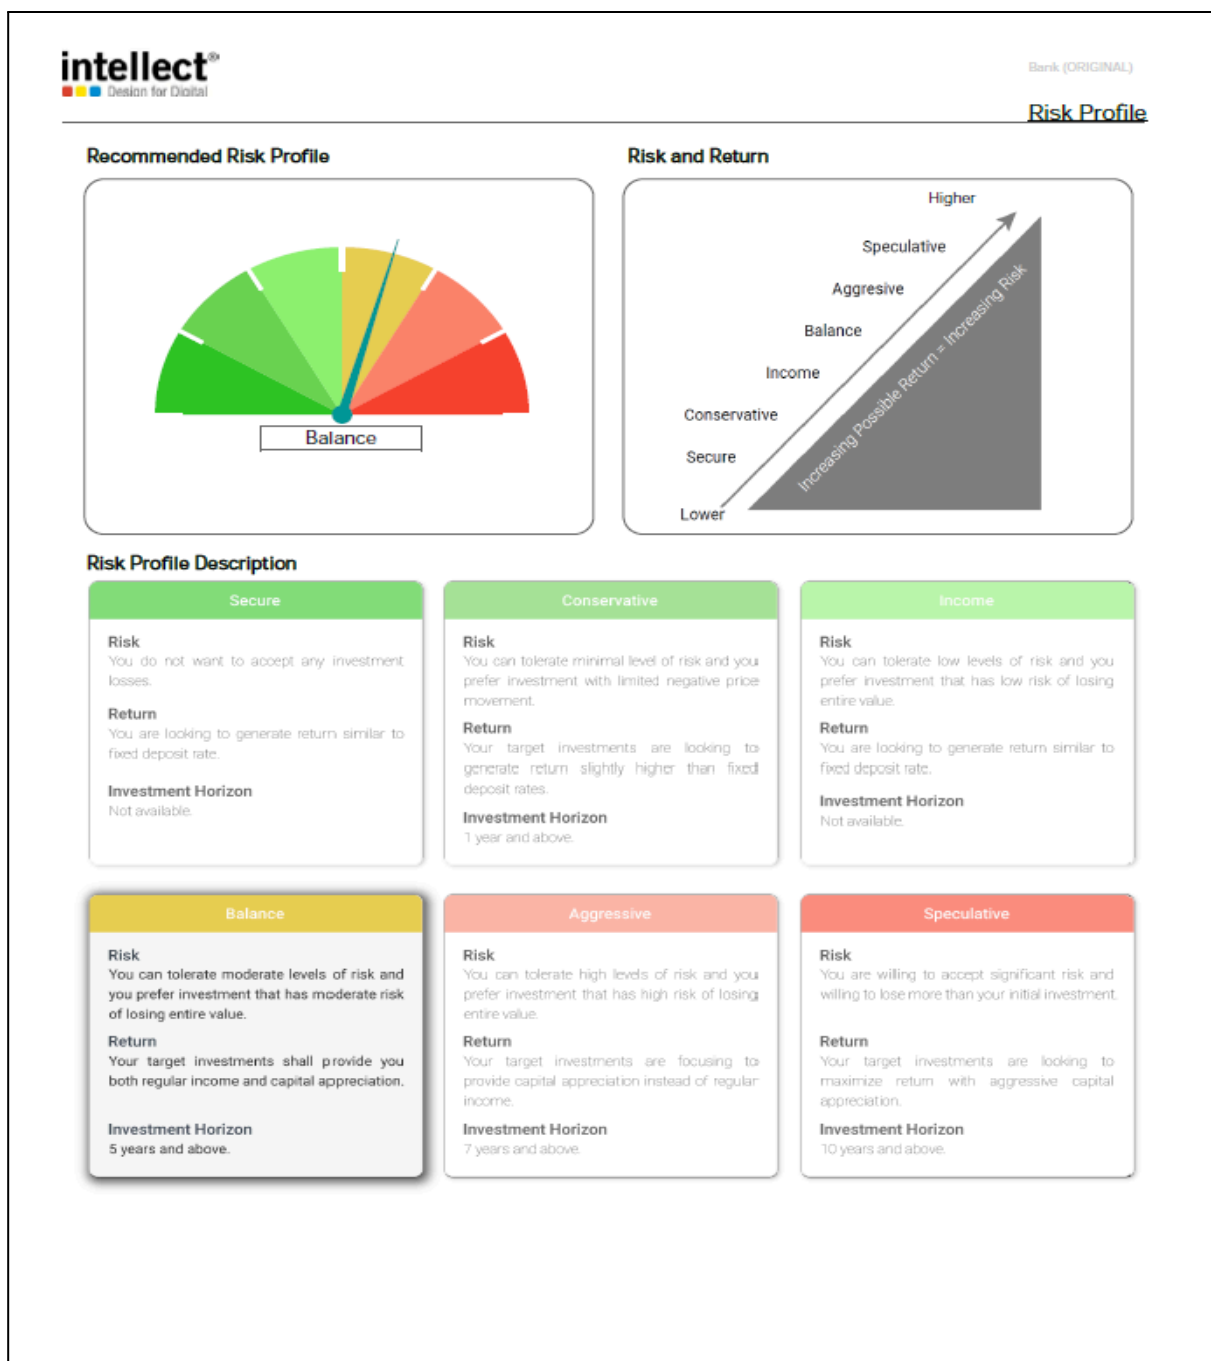 intellect®
Design for Digital
Bank (ORIGINAL)
Risk Profile
Recommended Risk Profile
Balance
Risk and Return
Higher
Speculative
Aggresive
Balance
Income
Conservative
Secure
Lower
Increasing Possible Return = Increasing Risk
Risk Profile Description
Secure
Risk
You do not want to accept any investment
losses.
Return
You are looking to generate return similar to
fixed deposit rate.
Investment Horizon
Not available.
Conservative
Risk
You can tolerate minimal level of risk and you
prefer investment with limited negative price
movement.
Return
Your target investments are looking to
generate return slightly higher than fixed
deposit rates.
Investment Horizon
1 year and above.
Income
Risk
You can tolerate low levels of risk and you
prefer investment that has low risk of losing
entire value.
Return
You are looking to generate return similar to
fixed deposit rate.
Investment Horizon
Not available.
Balance
Risk
You can tolerate moderate levels of risk and
you prefer investment that has moderate risk
of losing entire value.
Return
Your target investments shall provide you
both regular income and capital appreciation.
Investment Horizon
5 years and above.
Aggressive
Risk
You can tolerate high levels of risk and you
prefer investment that has high risk of losing
entire value.
Return
Your target investments are focusing to
provide capital appreciation instead of regular
income.
Investment Horizon
7 years and above.
Speculative
Risk
You are willing to accept significant risk and
willing to lose more than your initial investment.
Return
Your target investments are looking to
maximize return with aggressive capital
appreciation.
Investment Horizon
10 years and above.